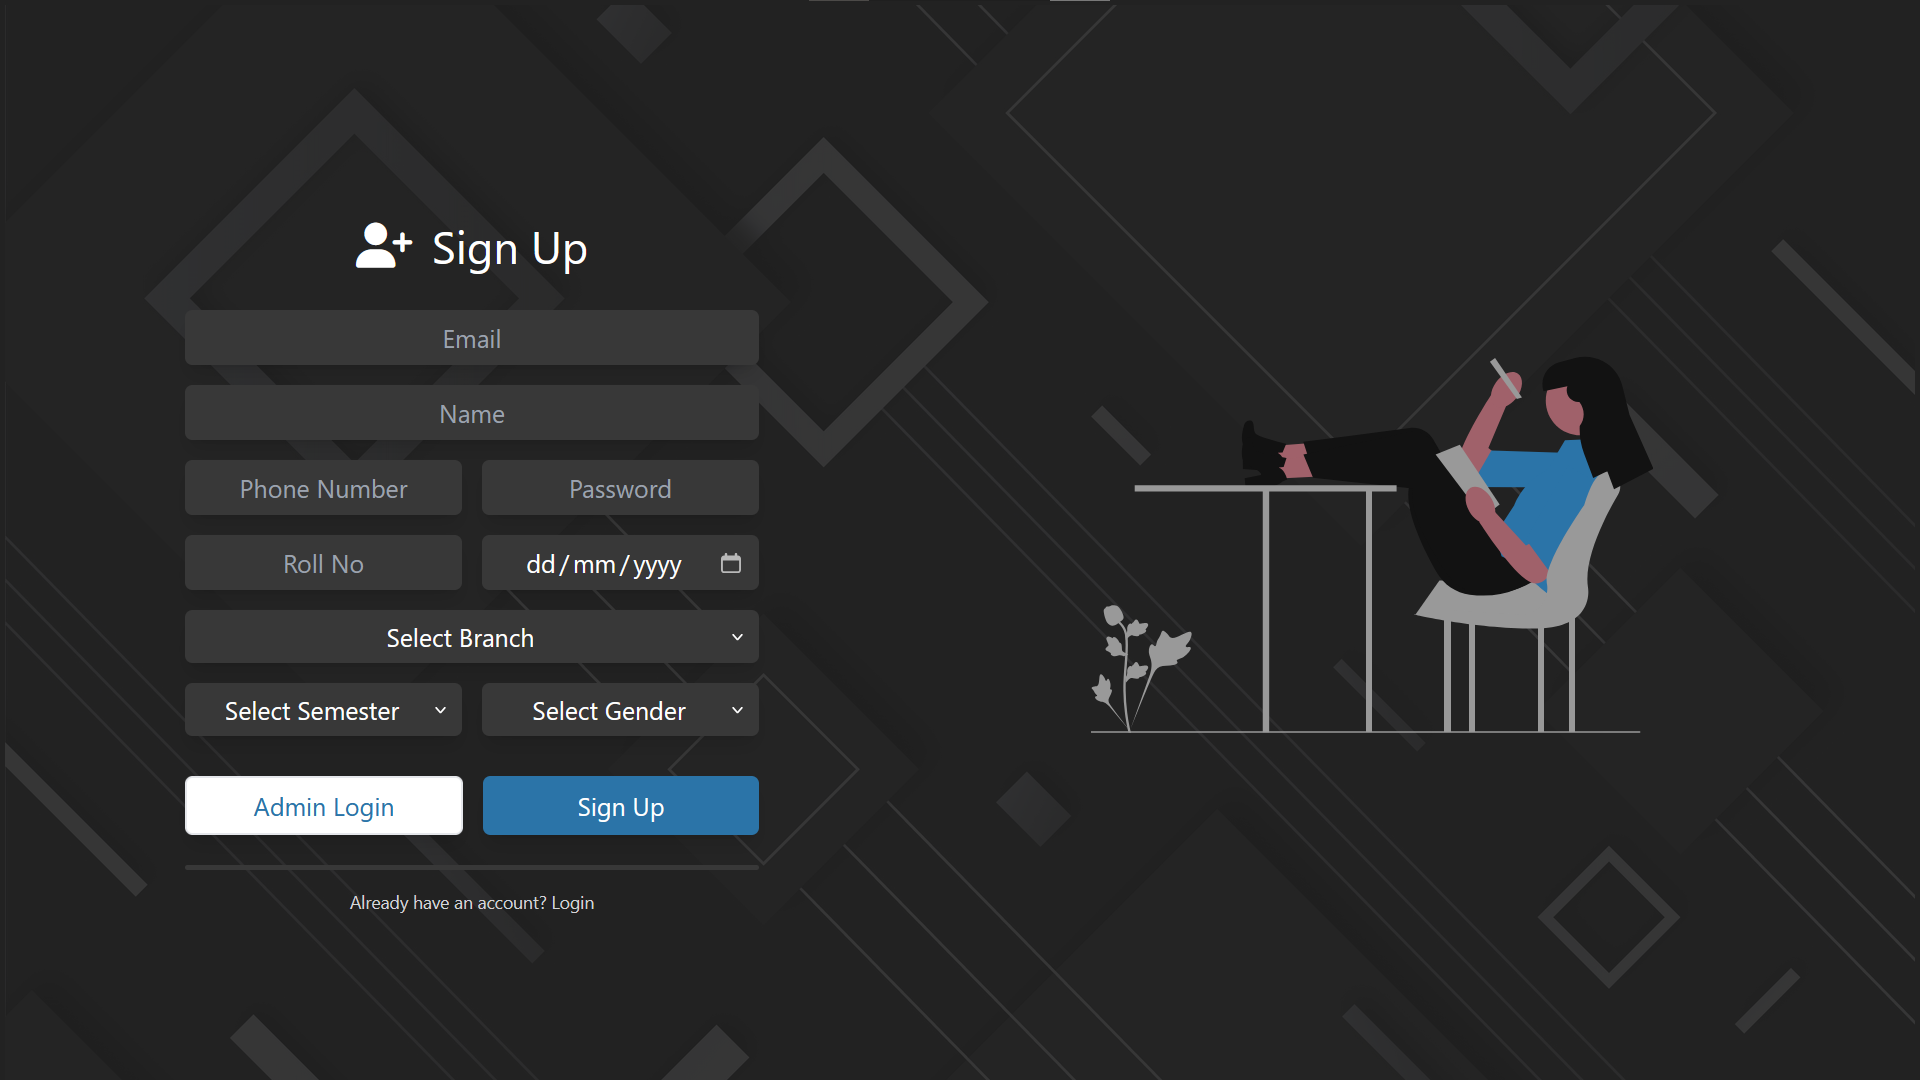 Sign Up
Email
Name
Phone Number Password
Roll No dd/mm/yyyy
Select Branch
Select Semester Select Gender
Admin Login Sign Up
Already have an account? Login